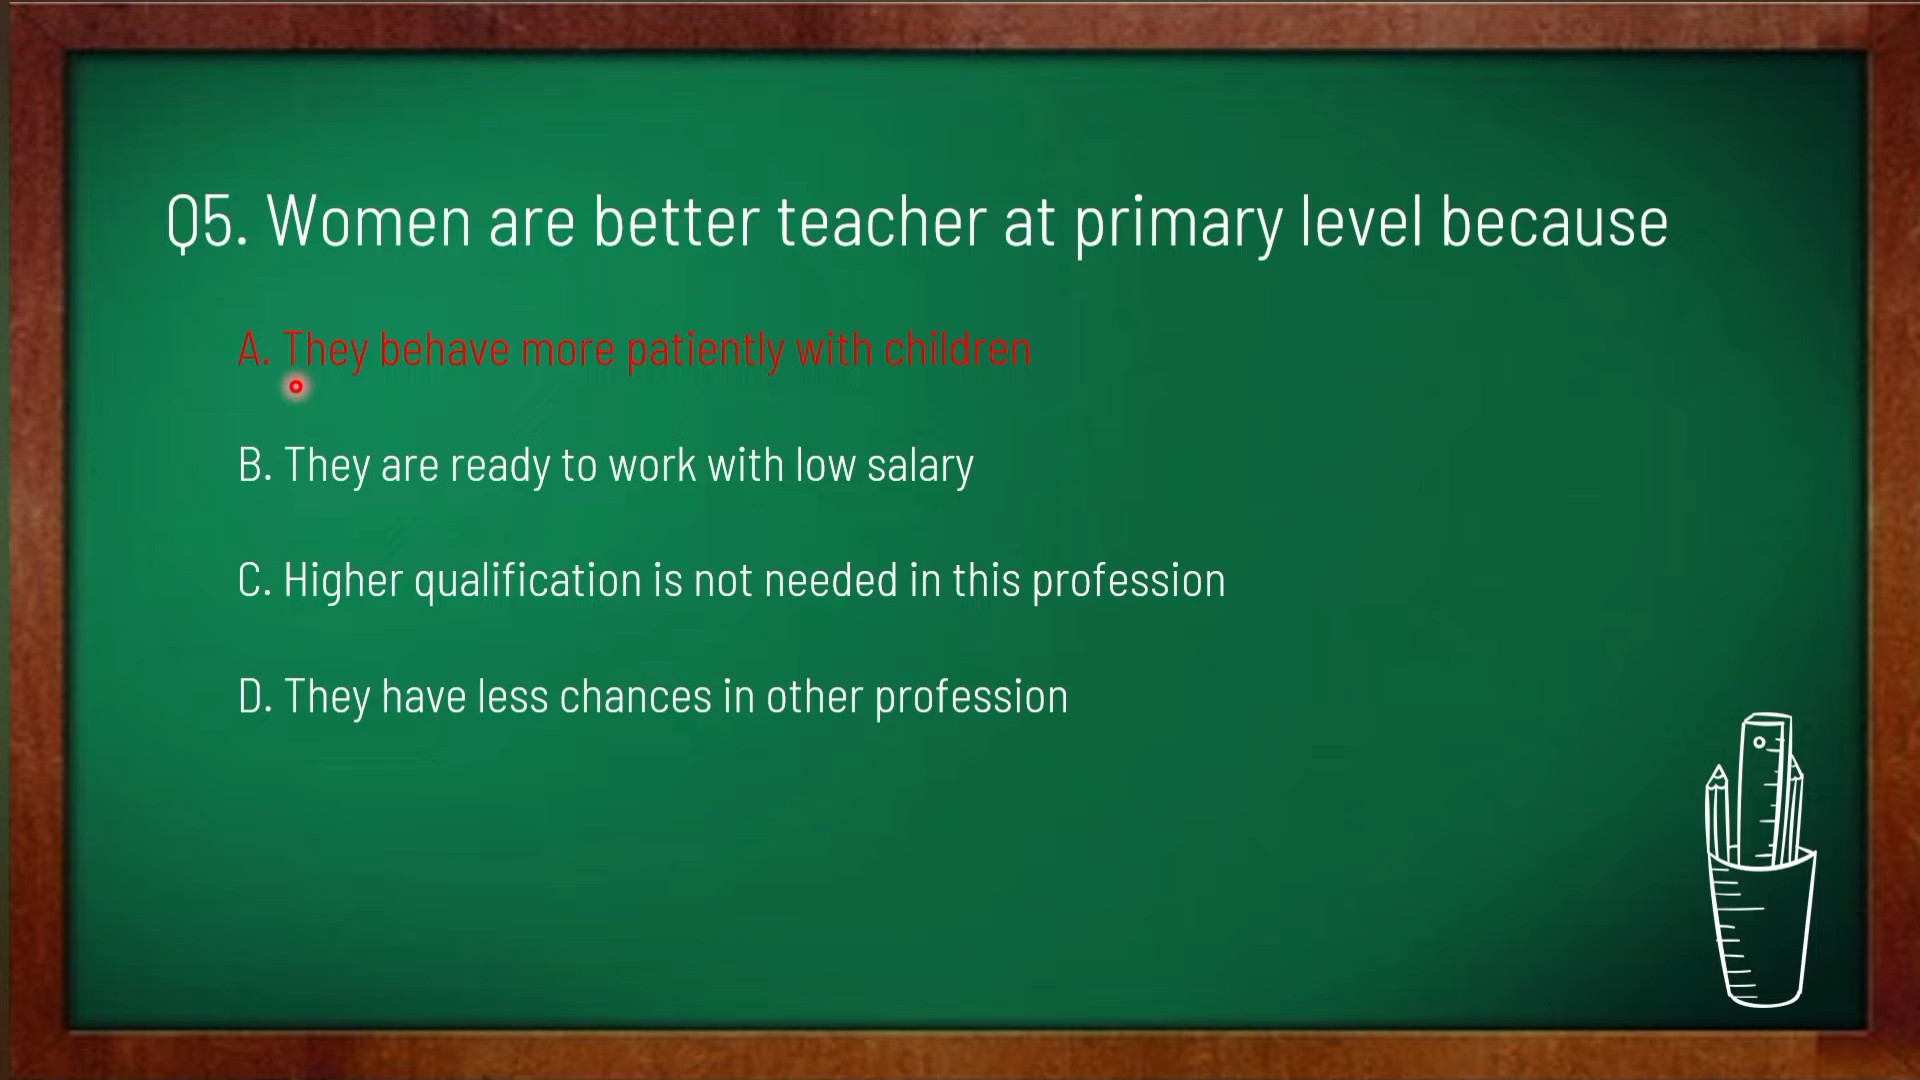 Q5. Women are better teacher at primary level because
A. They behave more patiently with children
B. They are ready to work with low salary
C. Higher qualification is not needed in this profession
D. They have less chances in other profession